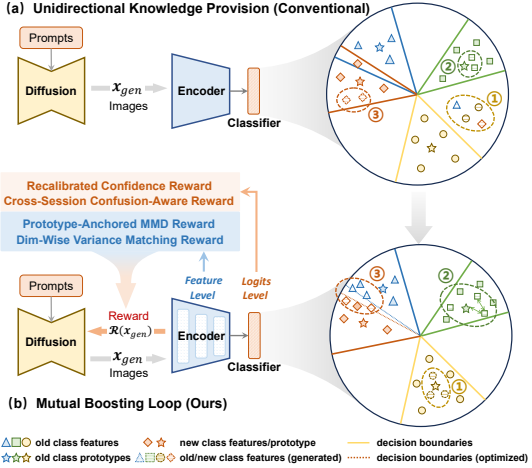 (a) Unidirectional Knowledge Provision (Conventional)
Prompts
Diffusion
x_gen
Images
Encoder
Classifier
①
②
③
Recalibrated Confidence Reward
Cross-Session Confusion-Aware Reward
Prototype-Anchored MMD Reward
Dim-Wise Variance Matching Reward
Prompts
Feature
Level
Logits
Level
Reward
R(x_gen)
Diffusion
x_gen
Images
Encoder
Classifier
③
②
①
(b) Mutual Boosting Loop (Ours)
old class features
new class features/prototype
decision boundaries
old class prototypes
old/new class features (generated)
decision boundaries (optimized)